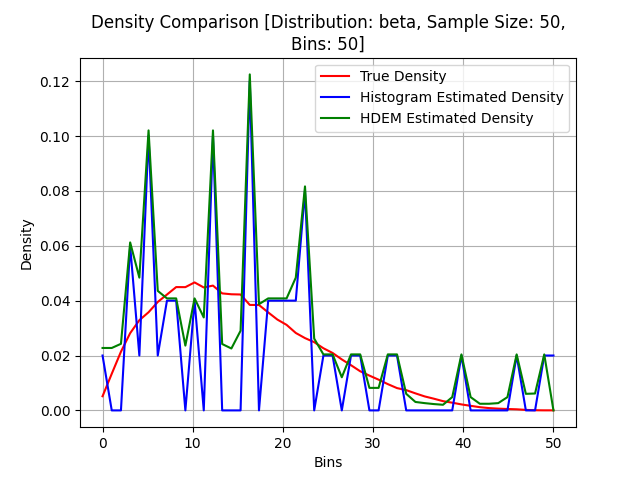 Density Comparison [Distribution: beta, Sample Size: 50,
Bins: 50]
True Density
Histogram Estimated Density
HDEM Estimated Density
0.12
0.10
0.08
0.06
0.04
0.02
0.00
Density
0
10
20
30
40
50
Bins